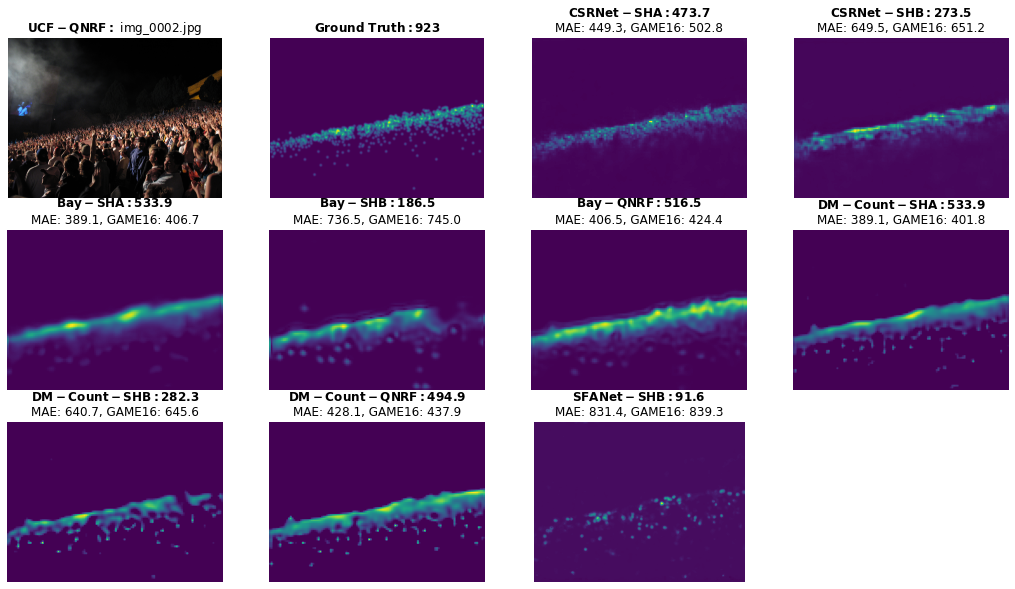 UCF − QNRF : img_0002.jpg
Ground Truth : 923
CSRNet − SHA : 473.7
MAE: 449.3, GAME16: 502.8
CSRNet − SHB : 273.5
MAE: 649.5, GAME16: 651.2
Bay − SHA : 533.9
MAE: 389.1, GAME16: 406.7
Bay − SHB : 186.5
MAE: 736.5, GAME16: 745.0
Bay − QNRF : 516.5
MAE: 406.5, GAME16: 424.4
DM − Count − SHA : 533.9
MAE: 389.1, GAME16: 401.8
DM − Count − SHB : 282.3
MAE: 640.7, GAME16: 645.6
DM − Count − QNRF : 494.9
MAE: 428.1, GAME16: 437.9
SFANet − SHB : 91.6
MAE: 831.4, GAME16: 839.3